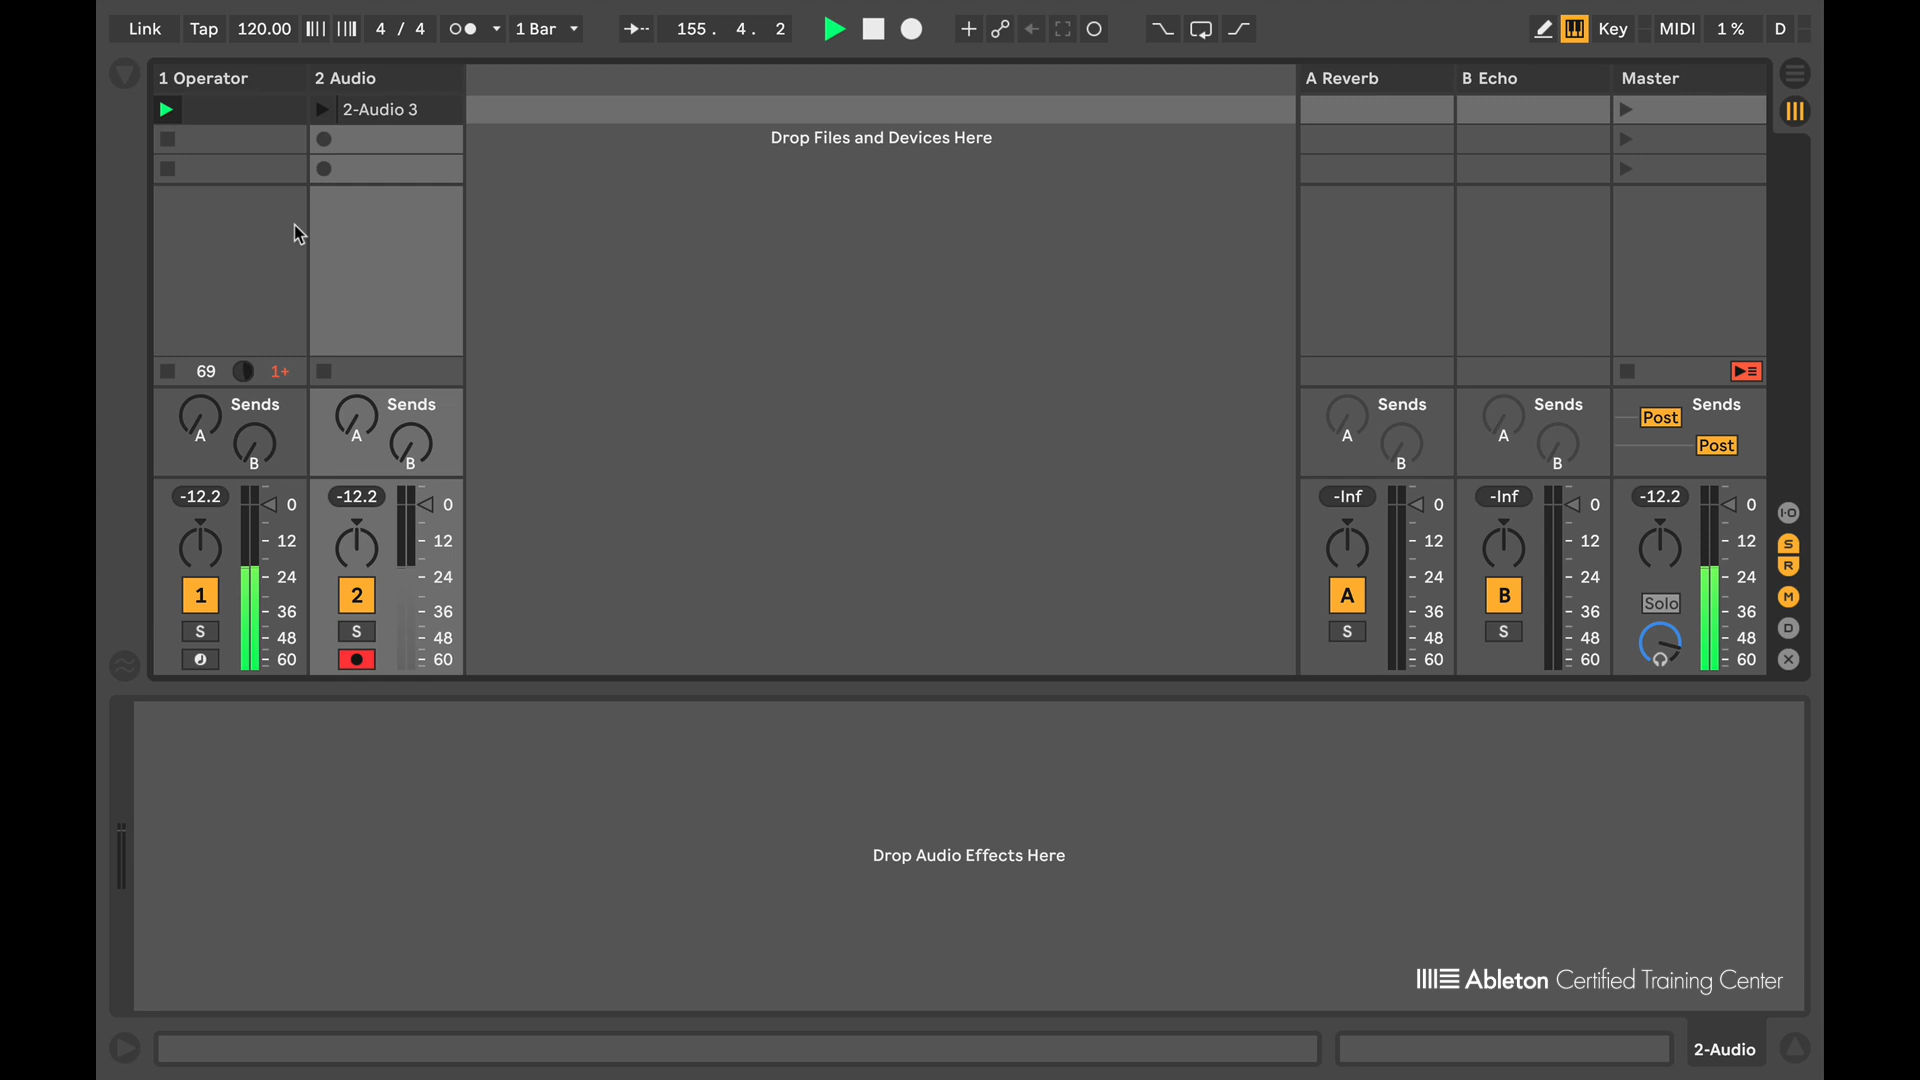 Link Tap 120.00 4 / 4 1 Bar 155. 4. 2 Key MIDI 1 % D
1 Operator 2 Audio A Reverb B Echo Master
2-Audio 3
Drop Files and Devices Here
69 1+
Sends Sends Sends Sends Sends
A A A A Post
B B B B Post
-12.2 0 -12.2 0 -Inf 0 -Inf 0 -12.2 0
I·O
12 12 12 12 12
S
R
24 24 24 24 24
1 2 A B Solo M
36 36 36 36 36
S S S S D
48 48 48 48 48
60 60 60 60 60
Drop Audio Effects Here
Ableton Certified Training Center
2-Audio